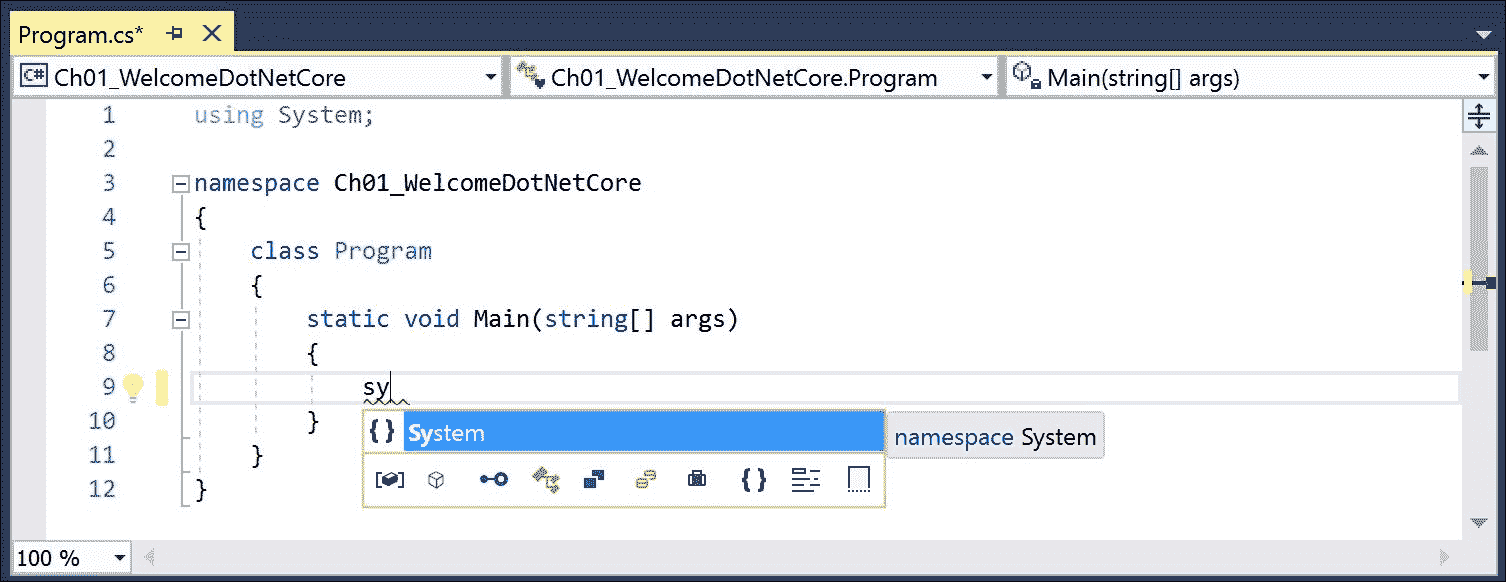 Program.cs*
C# Ch01_WelcomeDotNetCore Ch01_WelcomeDotNetCore.Program Main(string[] args)
1 using System;
2
3 namespace Ch01_WelcomeDotNetCore
4 {
5 class Program
6 {
7 static void Main(string[] args)
8 {
9 sy
10 }
{} System namespace System
11 }
12 }
100 %